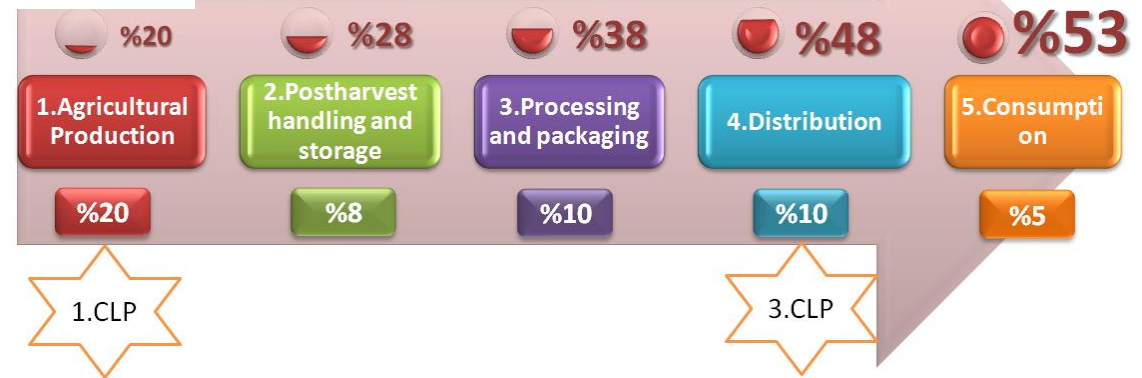 %20
%28
%38
%48
%53
1.Agricultural
Production
2.Postharvest
handling and
storage
3.Processing
and packaging
4.Distribution
5.Consumpti
on
%20
%8
%10
%10
%5
1.CLP
3.CLP